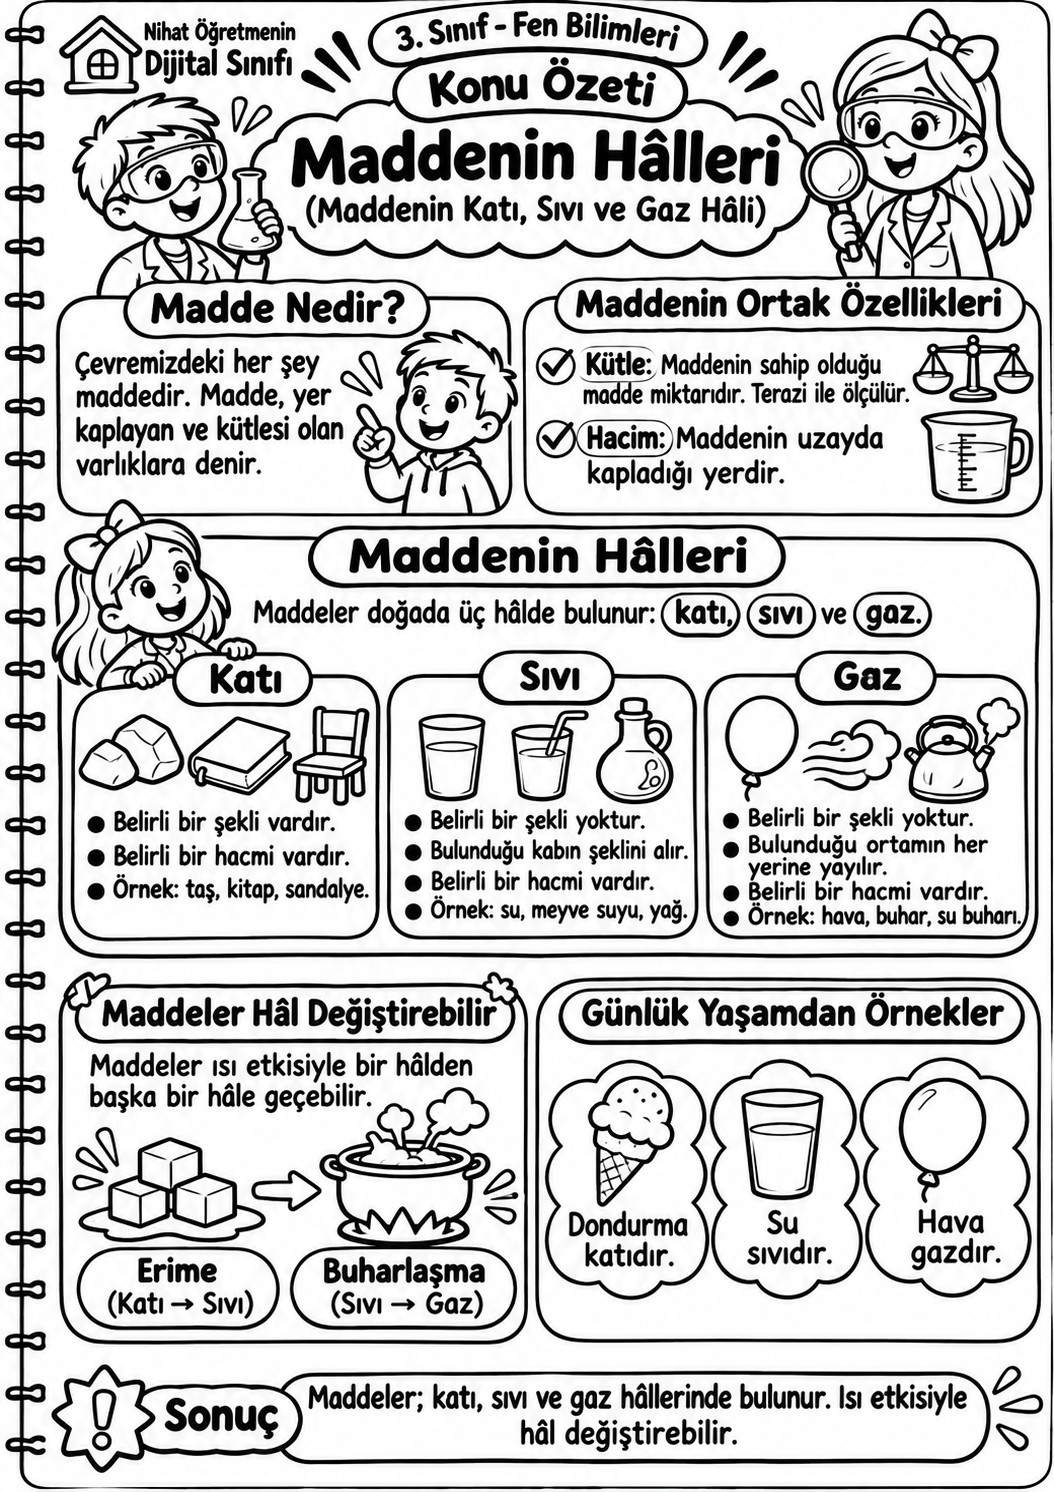 Nihat Öğretmenin
Dijital Sınıfı
3. Sınıf - Fen Bilimleri
Konu Özeti
Maddenin Hâlleri
(Maddenin Katı, Sıvı ve Gaz Hâli)
Madde Nedir?
Çevremizdeki her şey
maddedir. Madde, yer
kaplayan ve kütlesi olan
varlıklara denir.
Maddenin Ortak Özellikleri
Kütle: Maddenin sahip olduğu
madde miktarıdır. Terazi ile ölçülür.
Hacim: Maddenin uzayda
kapladığı yerdir.
Maddenin Hâlleri
Maddeler doğada üç hâlde bulunur: katı, sıvı ve gaz.
Katı
● Belirli bir şekli vardır.
● Belirli bir hacmi vardır.
● Örnek: taş, kitap, sandalye.
Sıvı
● Belirli bir şekli yoktur.
● Bulunduğu kabın şeklini alır.
● Belirli bir hacmi vardır.
● Örnek: su, meyve suyu, yağ.
Gaz
● Belirli bir şekli yoktur.
● Bulunduğu ortamın her
yerine yayılır.
● Belirli bir hacmi vardır.
● Örnek: hava, buhar, su buharı.
Maddeler Hâl Değiştirebilir
Maddeler ısı etkisiyle bir hâlden
başka bir hâle geçebilir.
Erime
(Katı → Sıvı)
Buharlaşma
(Sıvı → Gaz)
Günlük Yaşamdan Örnekler
Dondurma
katıdır.
Su
sıvıdır.
Hava
gazdır.
Sonuç
Maddeler; katı, sıvı ve gaz hâllerinde bulunur. Isı etkisiyle
hâl değiştirebilir.